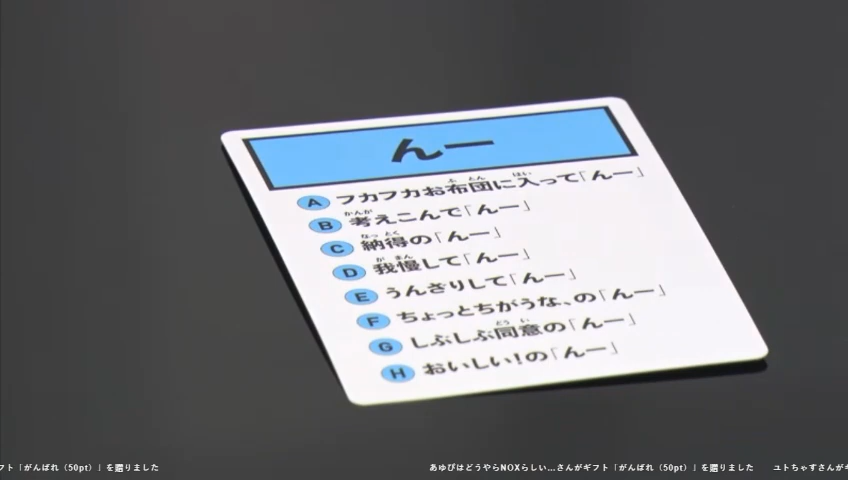 んー
A フカフカお布団に入って「んー」
B 考えこんで「んー」
C 納得の「んー」
D 我慢して「んー」
E うんざりして「んー」
F ちょっとちがうな、の「んー」
G しぶしぶ同意の「んー」
H おいしい!の「んー」
フト「がんばれ（50pt）」を贈りました
あゆぴはどうやらNOXらしい…さんがギフト「がんばれ（50pt）」を贈りました
ユトちゃすさんがギ